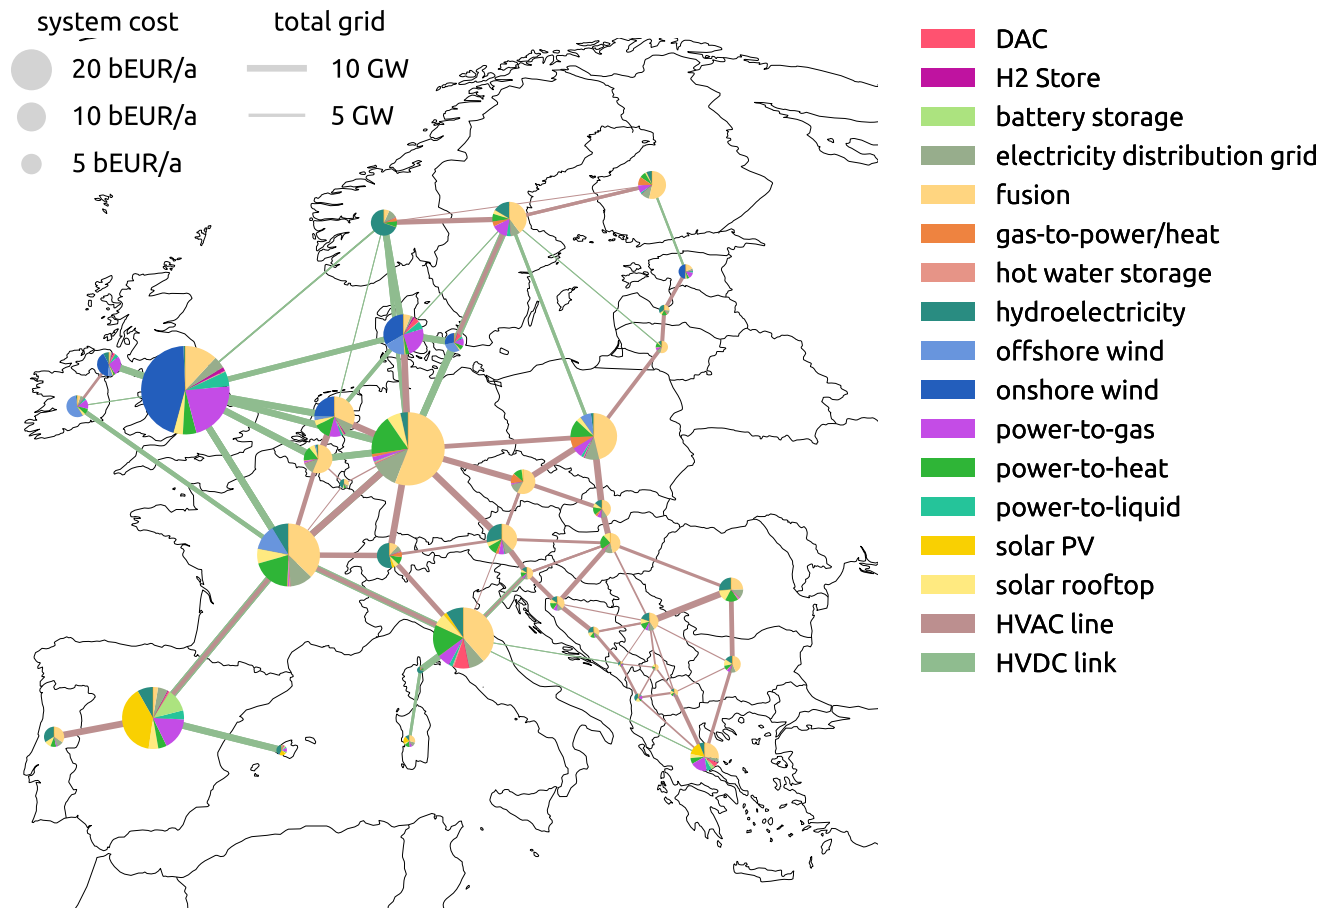 system cost
20 bEUR/a
10 bEUR/a
5 bEUR/a
total grid
10 GW
5 GW
DAC
H2 Store
battery storage
electricity distribution grid
fusion
gas-to-power/heat
hot water storage
hydroelectricity
offshore wind
onshore wind
power-to-gas
power-to-heat
power-to-liquid
solar PV
solar rooftop
HVAC line
HVDC link